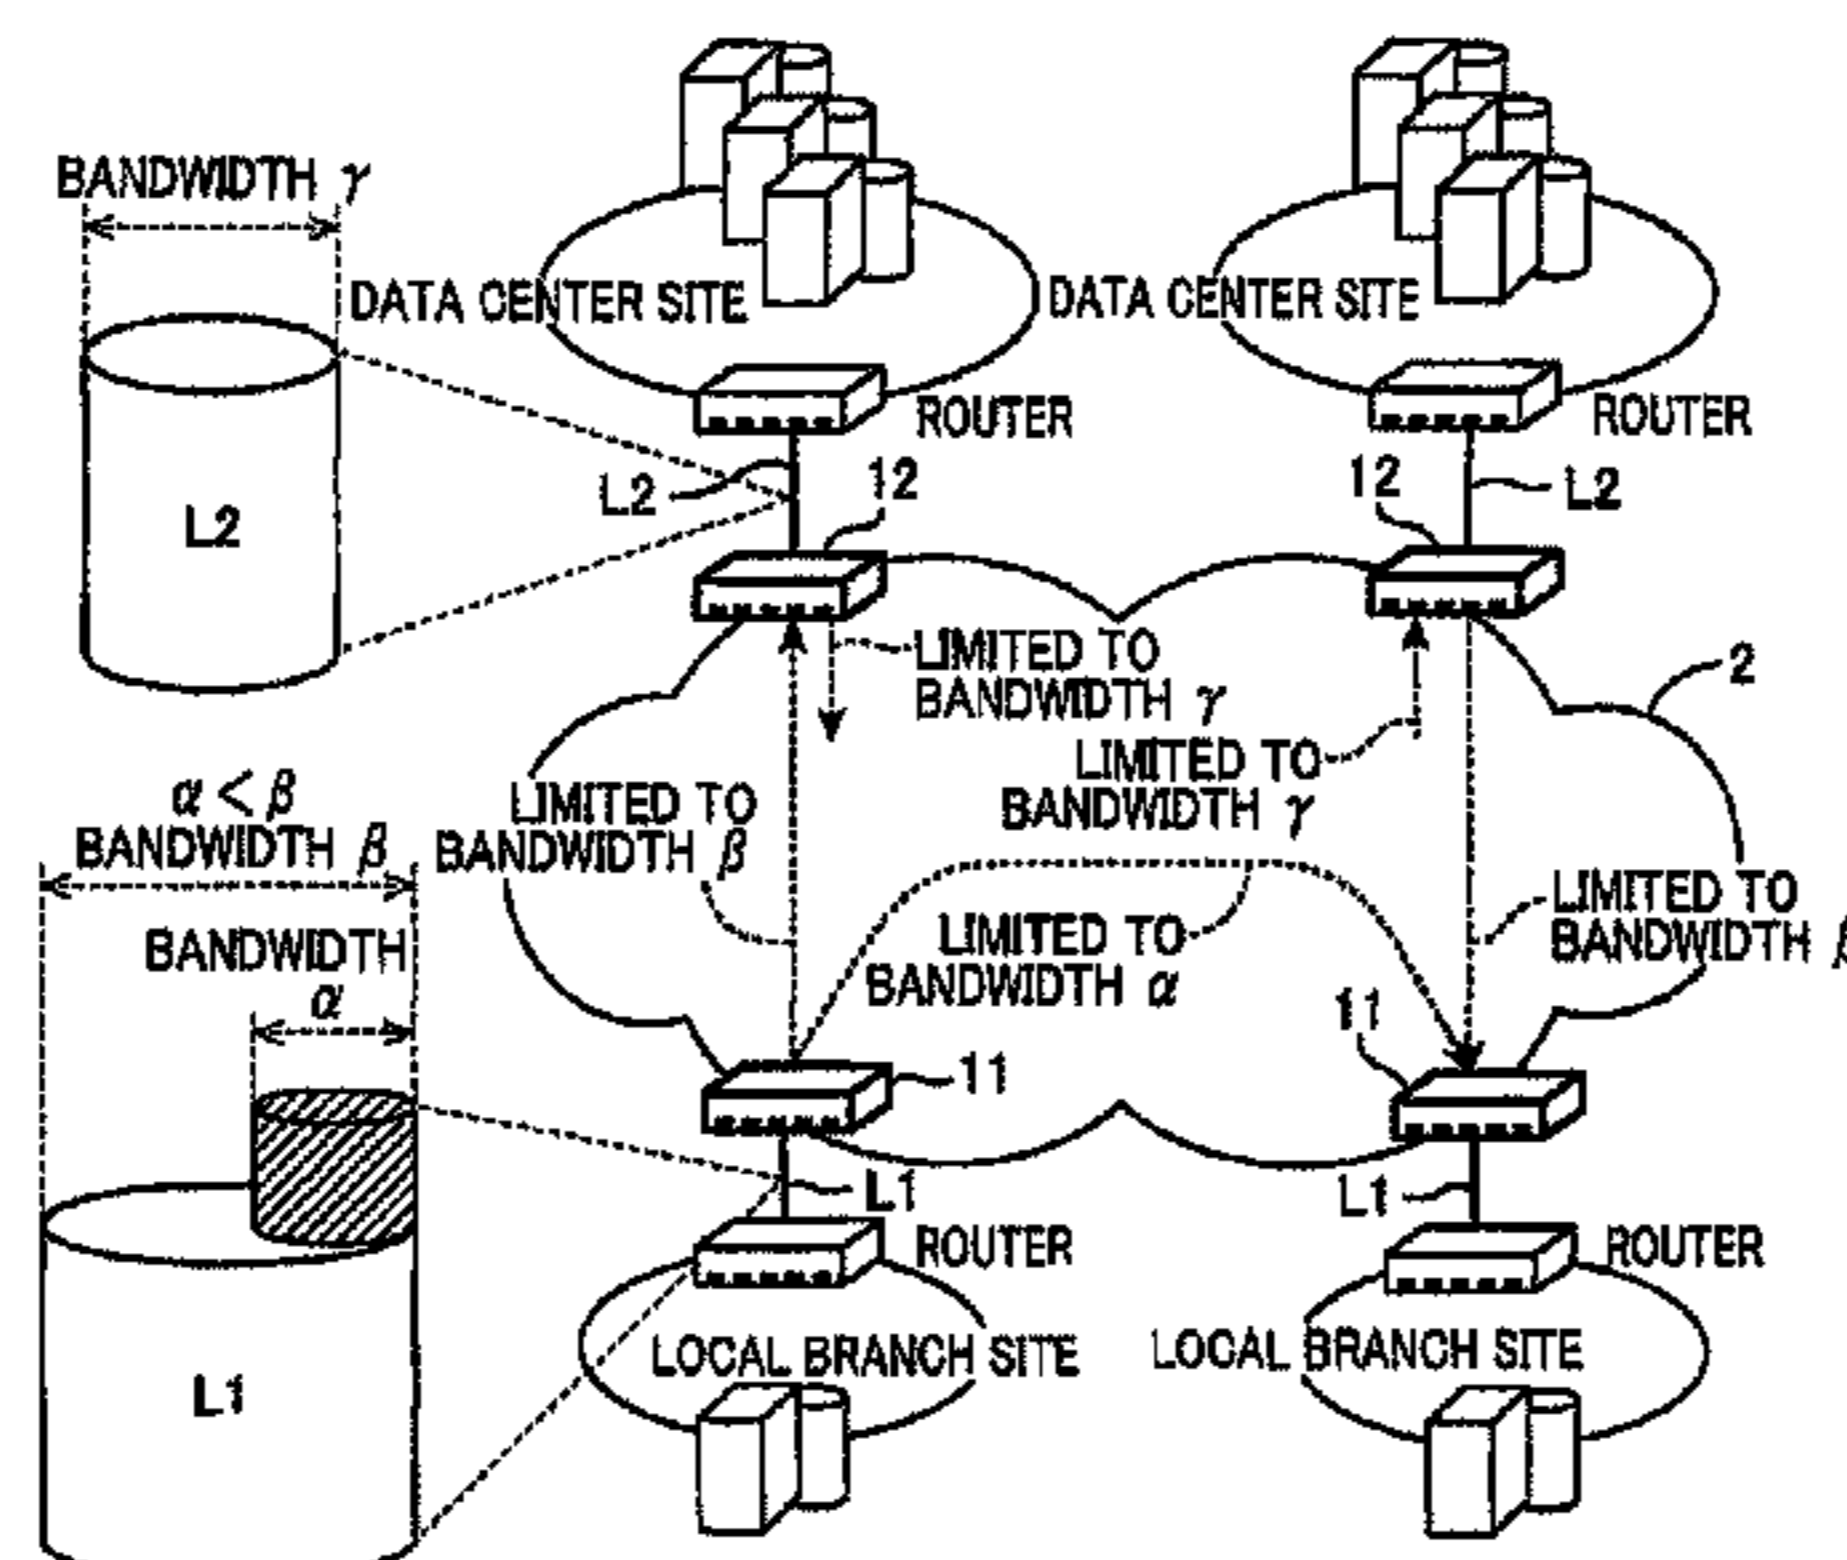 BANDWIDTH γ
DATA CENTER SITE
DATA CENTER SITE
ROUTER
ROUTER
L2
L2
12
12
L2
LIMITED TO
BANDWIDTH γ
2
LIMITED TO
BANDWIDTH γ
α < β
BANDWIDTH β
LIMITED TO
BANDWIDTH β
BANDWIDTH
α
LIMITED TO
BANDWIDTH α
LIMITED TO
BANDWIDTH β
11
11
L1
L1
ROUTER
ROUTER
LOCAL BRANCH SITE
LOCAL BRANCH SITE
L1